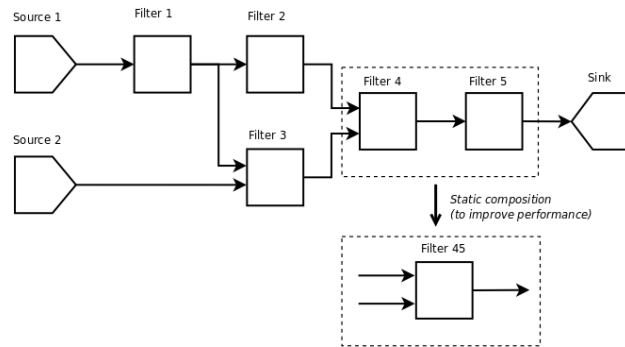 Source 1
Filter 1
Filter 2
Filter 4
Filter 5
Sink
Source 2
Filter 3
Static composition
(to improve performance)
Filter 45